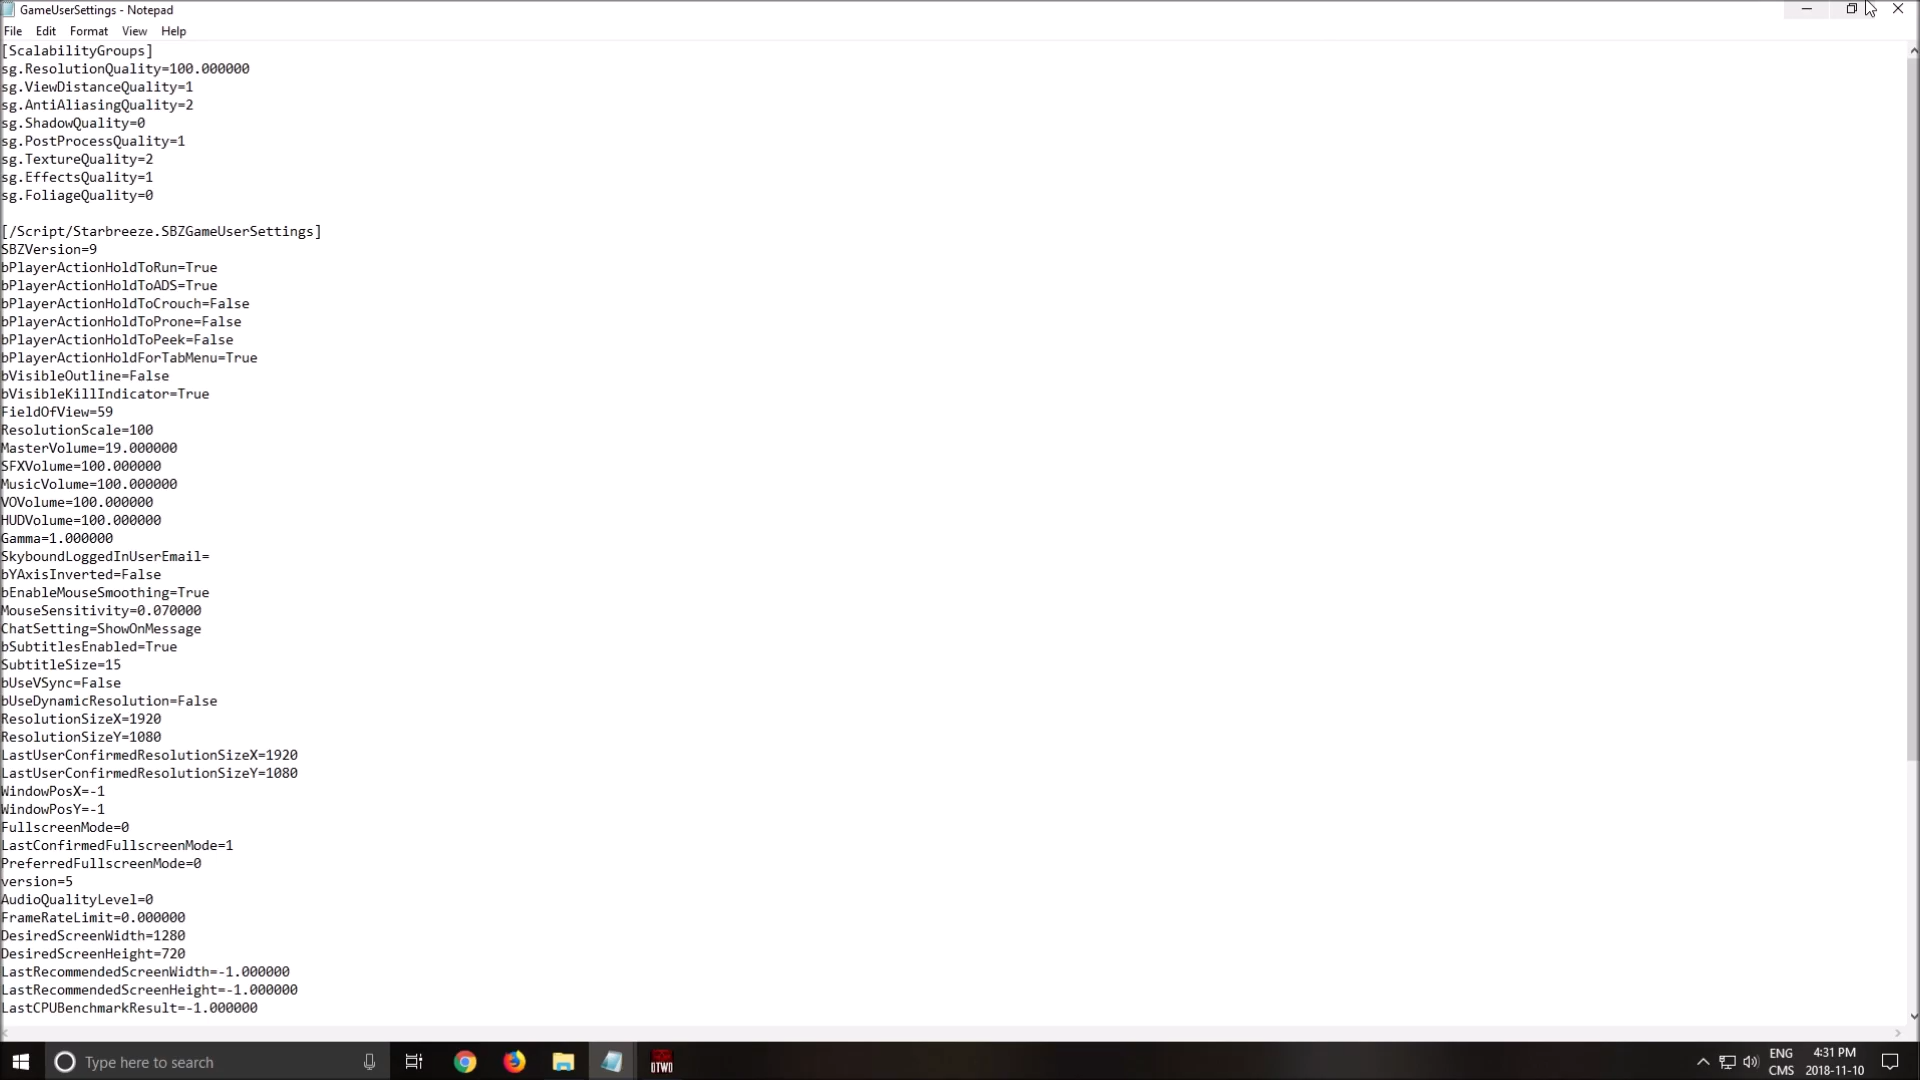 GameUserSettings - Notepad
File Edit Format View Help
[ScalabilityGroups]
sg.ResolutionQuality=100.000000
sg.ViewDistanceQuality=1
sg.AntiAliasingQuality=2
sg.ShadowQuality=0
sg.PostProcessQuality=1
sg.TextureQuality=2
sg.EffectsQuality=1
sg.FoliageQuality=0
[/Script/Starbreeze.SBZGameUserSettings]
SBZVersion=9
bPlayerActionHoldToRun=True
bPlayerActionHoldToADS=True
bPlayerActionHoldToCrouch=False
bPlayerActionHoldToProne=False
bPlayerActionHoldToPeek=False
bPlayerActionHoldForTabMenu=True
bVisibleOutline=False
bVisibleKillIndicator=True
FieldOfView=59
ResolutionScale=100
MasterVolume=19.000000
SFXVolume=100.000000
MusicVolume=100.000000
VOVolume=100.000000
HUDVolume=100.000000
Gamma=1.000000
SkyboundLoggedInUserEmail=
bYAxisInverted=False
bEnableMouseSmoothing=True
MouseSensitivity=0.070000
ChatSetting=ShowOnMessage
bSubtitlesEnabled=True
SubtitleSize=15
bUseVSync=False
bUseDynamicResolution=False
ResolutionSizeX=1920
ResolutionSizeY=1080
LastUserConfirmedResolutionSizeX=1920
LastUserConfirmedResolutionSizeY=1080
WindowPosX=-1
WindowPosY=-1
FullscreenMode=0
LastConfirmedFullscreenMode=1
PreferredFullscreenMode=0
version=5
AudioQualityLevel=0
FrameRateLimit=0.000000
DesiredScreenWidth=1280
DesiredScreenHeight=720
LastRecommendedScreenWidth=-1.000000
LastRecommendedScreenHeight=-1.000000
LastCPUBenchmarkResult=-1.000000
Type here to search
OTWD
ENG
CMS
4:31 PM
2018-11-10